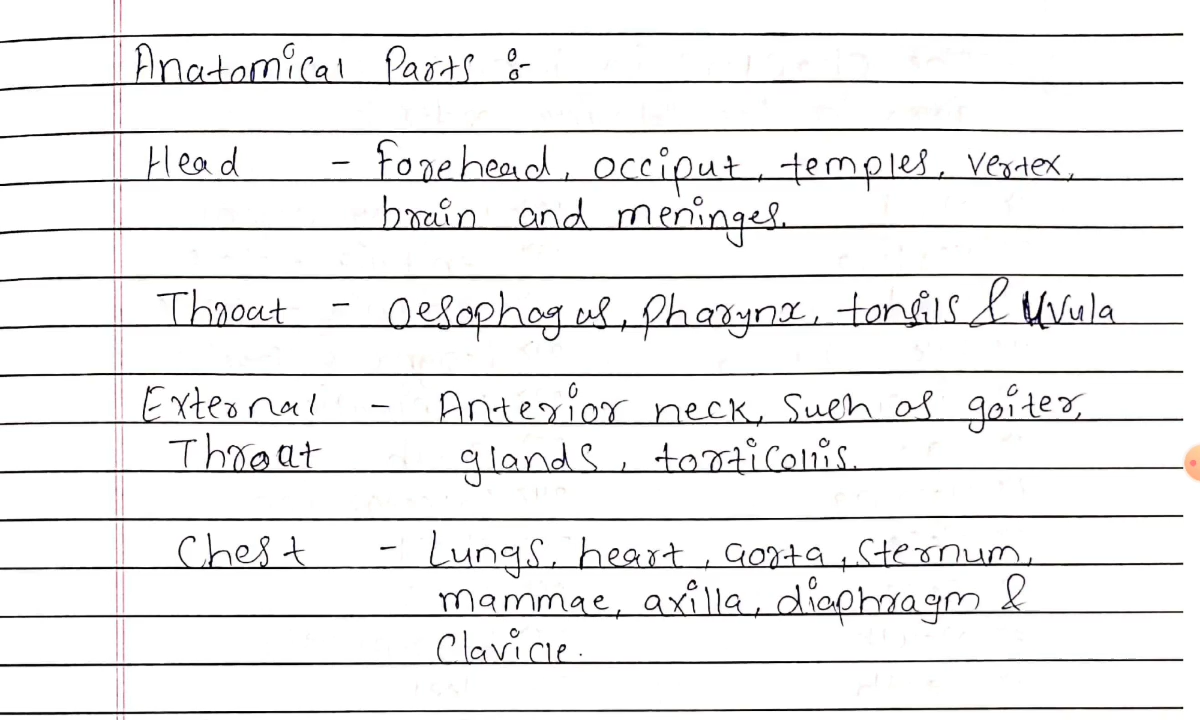 Anatomical Parts :-
Head - Forehead, occiput, temples, vertex,
brain and meninges.
Throat - Oesophagus, Pharynx, tonsils & Uvula
External - Anterior neck, Such as goiter,
Throat glands, torticollis.
Chest - Lungs, heart, aorta, Sternum,
mammae, axilla, diaphragm &
Clavicle.